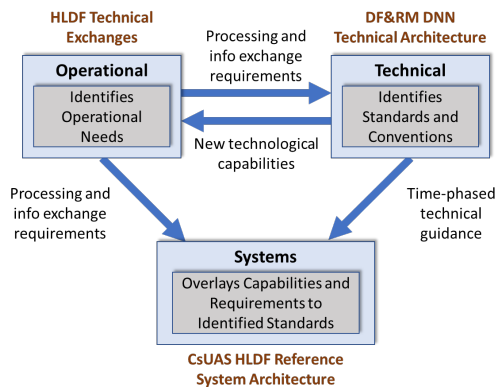 HLDF Technical
Exchanges
DF&RM DNN
Technical Architecture
Processing and
info exchange
requirements
Operational
Identifies
Operational
Needs
Technical
Identifies
Standards and
Conventions
New technological
capabilities
Processing and
info exchange
requirements
Time-phased
technical
guidance
Systems
Overlays Capabilities and
Requirements to
Identified Standards
CsUAS HLDF Reference
System Architecture